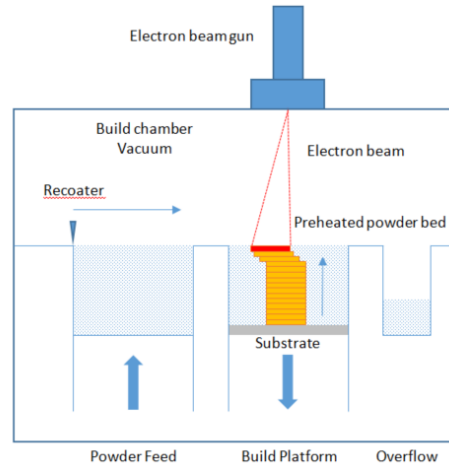 Electron beam gun
Build chamber
Vacuum
Electron beam
Recoater
Preheated powder bed
Substrate
Powder Feed
Build Platform
Overflow